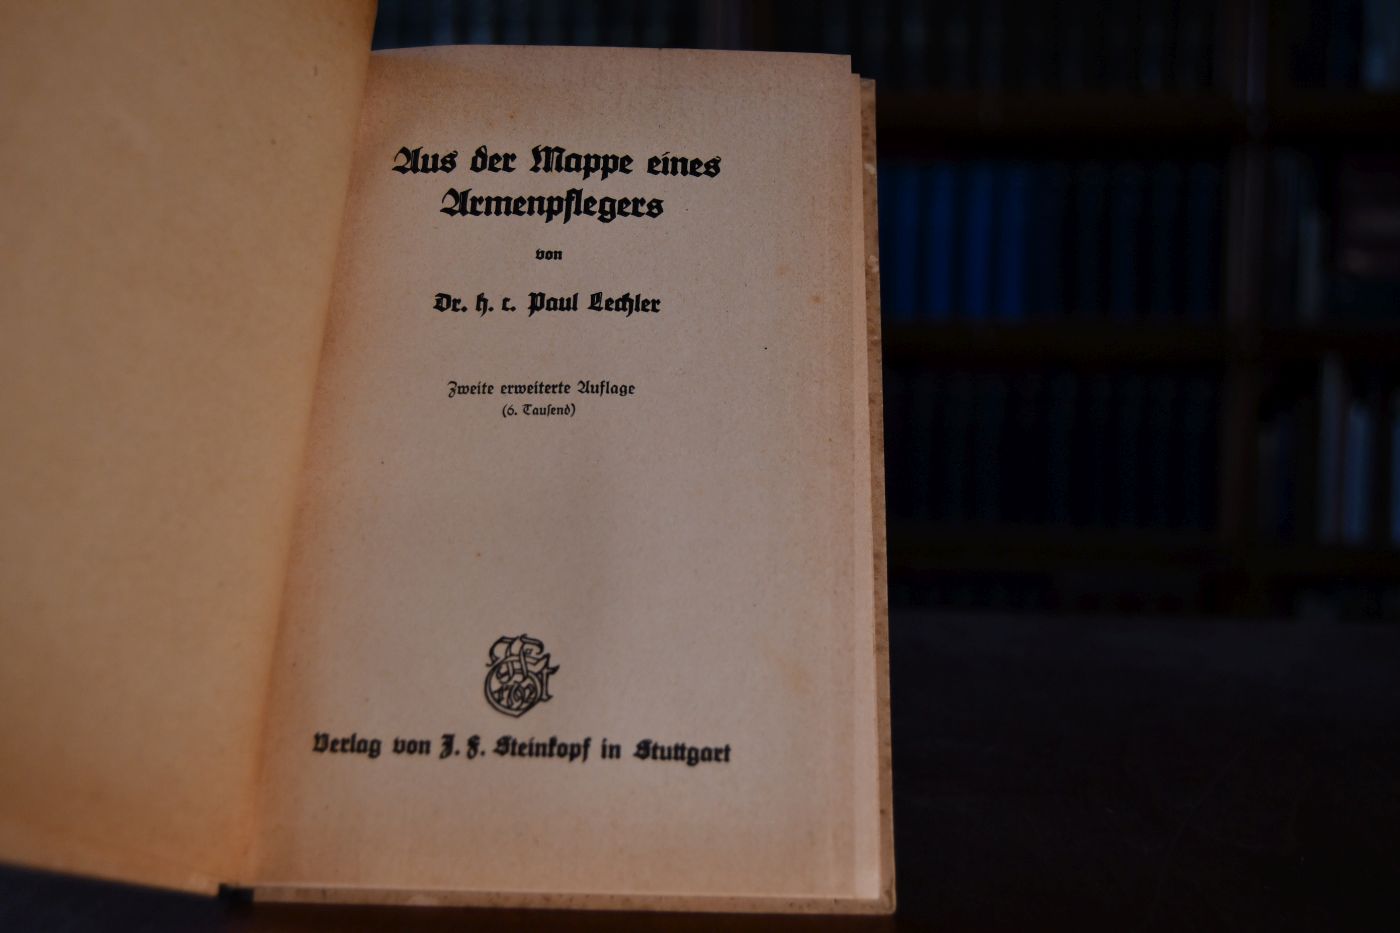 Aus der Mappe eines
Armenpflegers
von
Dr. h. c. Paul Lechler
Zweite erweiterte Auflage
(6. Tausend)
1792
Verlag von J. F. Steinkopf in Stuttgart